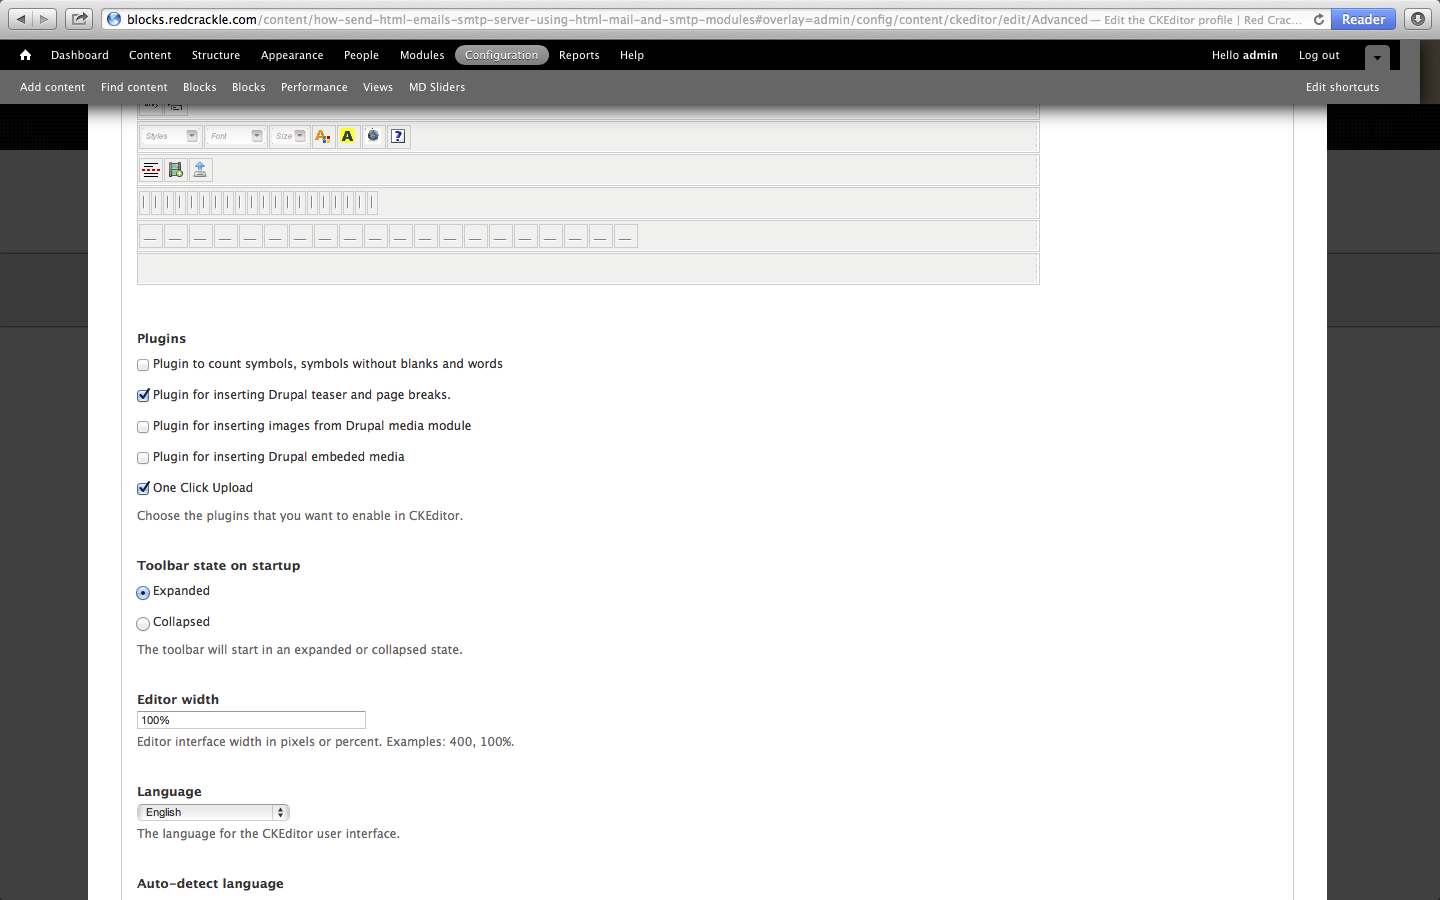 blocks.redcrackle.com/content/how-send-html-emails-smtp-server-using-html-mail-and-smtp-modules#overlay=admin/config/content/ckeditor/edit/Advanced — Edit the CKEditor profile | Red Crac... Reader
Dashboard Content Structure Appearance People Modules Configuration Reports Help Hello admin Log out
Add content Find content Blocks Blocks Performance Views MD Sliders Edit shortcuts
Styles Font Size A A ?
Plugins
Plugin to count symbols, symbols without blanks and words
Plugin for inserting Drupal teaser and page breaks.
Plugin for inserting images from Drupal media module
Plugin for inserting Drupal embeded media
One Click Upload
Choose the plugins that you want to enable in CKEditor.
Toolbar state on startup
Expanded
Collapsed
The toolbar will start in an expanded or collapsed state.
Editor width
100%
Editor interface width in pixels or percent. Examples: 400, 100%.
Language
English
The language for the CKEditor user interface.
Auto-detect language